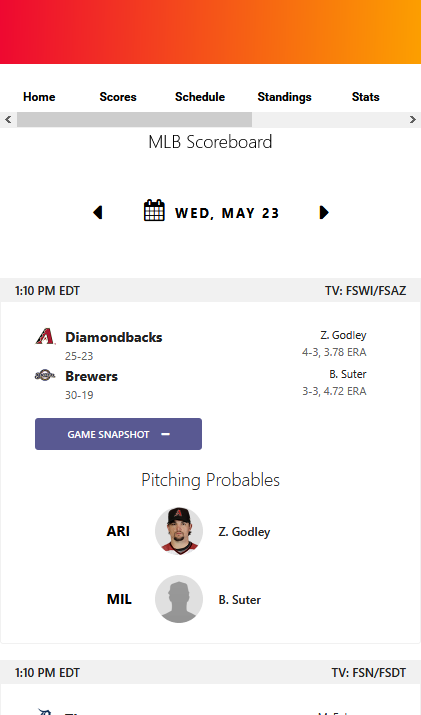 Home Scores Schedule Standings Stats
MLB Scoreboard
WED, MAY 23
1:10 PM EDT TV: FSWI/FSAZ
Diamondbacks Z. Godley
25-23 4-3, 3.78 ERA
Brewers B. Suter
30-19 3-3, 4.72 ERA
GAME SNAPSHOT
Pitching Probables
ARI Z. Godley
MIL B. Suter
1:10 PM EDT TV: FSN/FSDT